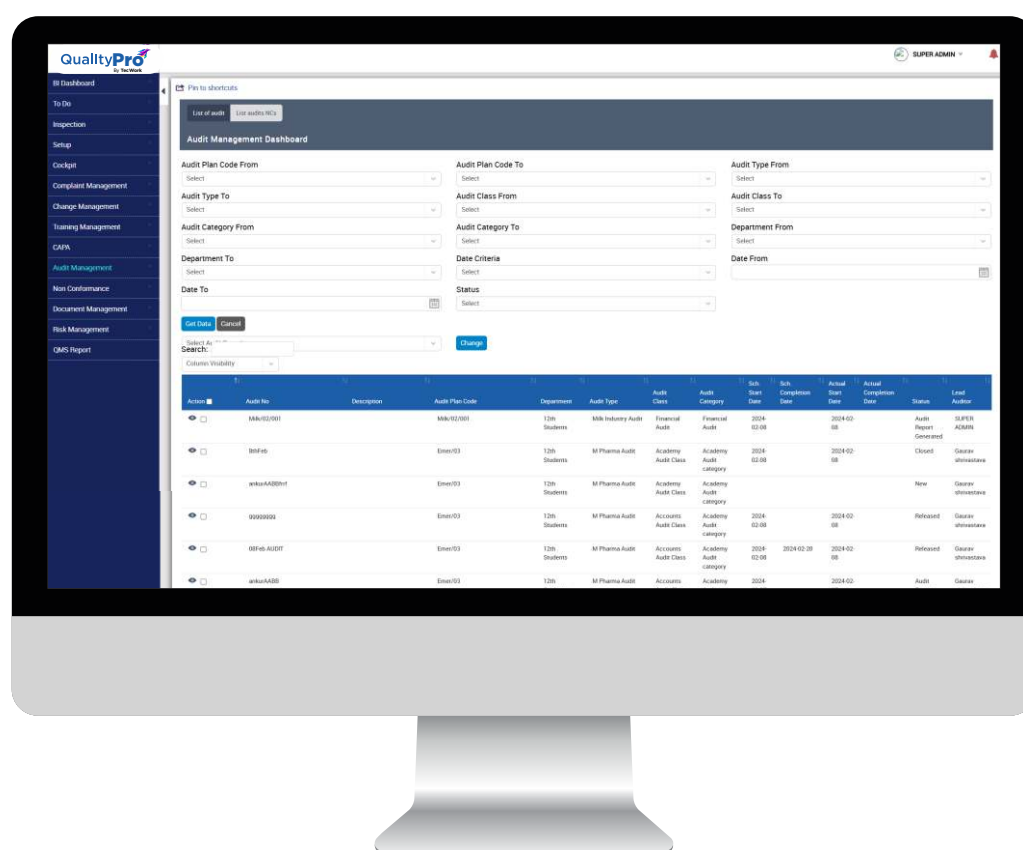 QualityPro
By TecWork
SUPER ADMIN
BI Dashboard
To Do
Inspection
Setup
Cockpit
Complaint Management
Change Management
Training Management
CAPA
Audit Management
Non Conformance
Document Management
Risk Management
QMS Report
Pin to shortcuts
List of audit List audits NCs
Audit Management Dashboard
Audit Plan Code From Audit Plan Code To Audit Type From
Select Select Select
Audit Type To Audit Class From Audit Class To
Select Select Select
Audit Category From Audit Category To Department From
Select Select Select
Department To Date Criteria Date From
Select Select
Date To Status
Select
Get Data Cancel
Select Change
Search:
Column Visibility
Action Audit No Description Audit Plan Code Department Audit Type Audit Class Audit Category Sch. Start Date Sch. Completion Date Actual Start Date Actual Completion Date Status Lead Auditor
Milk/02/001 Milk/02/001 12th Students Milk Industry Audit Financial Audit Financial Audit 2024-02-08 2024-02-08 Audit Report Generated SUPER ADMIN
Emer/03 12th Students M Pharma Audit Academy Audit Class Academy Audit category 2024-02-08 2024-02-08 Closed Gaurav shrivastava
Emer/03 12th Students M Pharma Audit Academy Audit Class Academy Audit category New Gaurav shrivastava
Emer/03 12th Students M Pharma Audit Accounts Audit Class Academy Audit category 2024-02-08 2024-02-08 Released Gaurav shrivastava
08Feb AUDIT Emer/03 12th Students M Pharma Audit Accounts Audit Class Academy Audit category 2024-02-08 2024-02-28 2024-02-08 Released Gaurav shrivastava
ankurAABB Emer/03 12th M Pharma Audit Accounts Academy 2024- 2024-02- Audit Gaurav